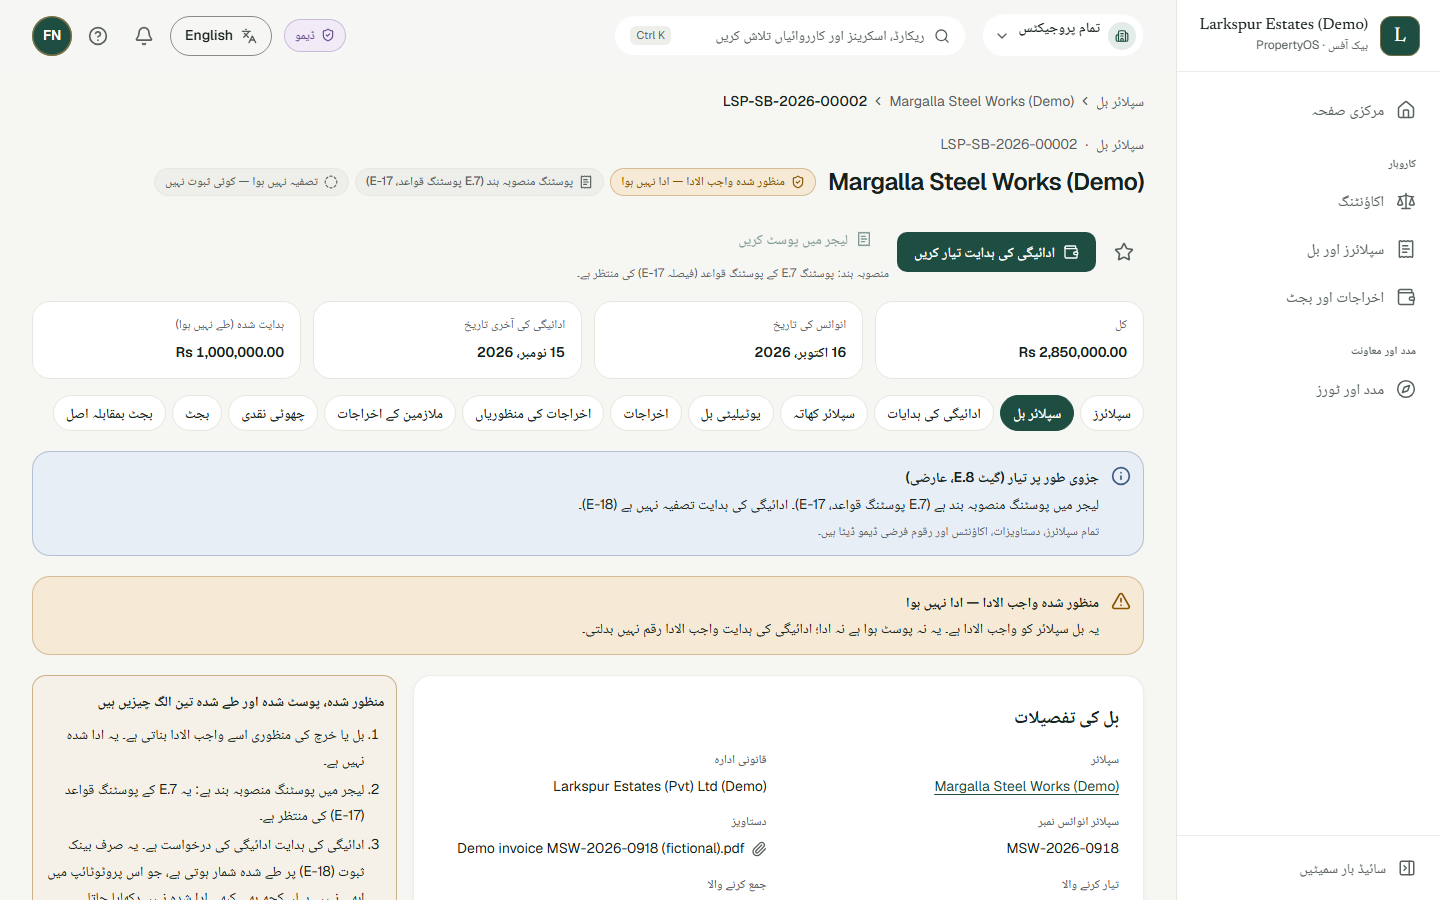 Larkspur Estates (Demo)
بیک آفس · PropertyOS
L
تمام پروجیکٹس
ریکارڈ، اسکرینز اور کارروائیاں تلاش کریں
Ctrl K
ڈیمو
English
FN
مرکزی صفحہ
کاروبار
اکاؤنٹنگ
سپلائرز اور بل
اخراجات اور بجٹ
مدد اور معاونت
مدد اور ٹورز
سائیڈ بار سمیٹیں
سپلائر بل
Margalla Steel Works (Demo)
LSP-SB-2026-00002
سپلائر بل · LSP-SB-2026-00002
Margalla Steel Works (Demo)
منظور شدہ واجب الادا — ادا نہیں ہوا
پوسٹنگ منصوبہ بند (E.7 پوسٹنگ قواعد، E-17)
تصفیہ نہیں ہوا — کوئی ثبوت نہیں
ادائیگی کی ہدایت تیار کریں
لیجر میں پوسٹ کریں
منصوبہ بند: پوسٹنگ E.7 کے پوسٹنگ قواعد (فیصلہ E-17) کی منتظر ہے۔
کل
Rs 2,850,000.00
انوائس کی تاریخ
16 اکتوبر، 2026
ادائیگی کی آخری تاریخ
15 نومبر، 2026
ہدایت شدہ (طے نہیں ہوا)
Rs 1,000,000.00
سپلائرز
سپلائر بل
ادائیگی کی ہدایات
سپلائر کھاتہ
یوٹیلیٹی بل
اخراجات
اخراجات کی منظوریاں
ملازمین کے اخراجات
چھوٹی نقدی
بجٹ
بجٹ بمقابلہ اصل
جزوی طور پر تیار (گیٹ E.8، عارضی)
لیجر میں پوسٹنگ منصوبہ بند ہے (E.7 پوسٹنگ قواعد، E-17)۔ ادائیگی کی ہدایت تصفیہ نہیں ہے (E-18)۔
تمام سپلائرز، دستاویزات، اکاؤنٹس اور رقوم فرضی ڈیمو ڈیٹا ہیں۔
منظور شدہ واجب الادا — ادا نہیں ہوا
یہ بل سپلائر کو واجب الادا ہے۔ یہ نہ پوسٹ ہوا ہے نہ ادا؛ ادائیگی کی ہدایت واجب الادا رقم نہیں بدلتی۔
بل کی تفصیلات
سپلائر
Margalla Steel Works (Demo)
قانونی ادارہ
Larkspur Estates (Pvt) Ltd (Demo)
سپلائر انوائس نمبر
MSW-2026-0918
دستاویز
Demo invoice MSW-2026-0918 (fictional).pdf
تیار کرنے والا
جمع کرنے والا
منظور شدہ، پوسٹ شدہ اور طے شدہ تین الگ چیزیں ہیں
1. بل یا خرچ کی منظوری اسے واجب الادا بناتی ہے۔ یہ ادا شدہ
نہیں ہے۔
2. لیجر میں پوسٹنگ منصوبہ بند ہے: یہ E.7 کے پوسٹنگ قواعد
(E-17) کی منتظر ہے۔
3. ادائیگی کی ہدایت ادائیگی کی درخواست ہے۔ یہ صرف بینک
ثبوت (E-18) پر طے شدہ شمار ہوتی ہے، جو اس پروٹوٹائپ میں